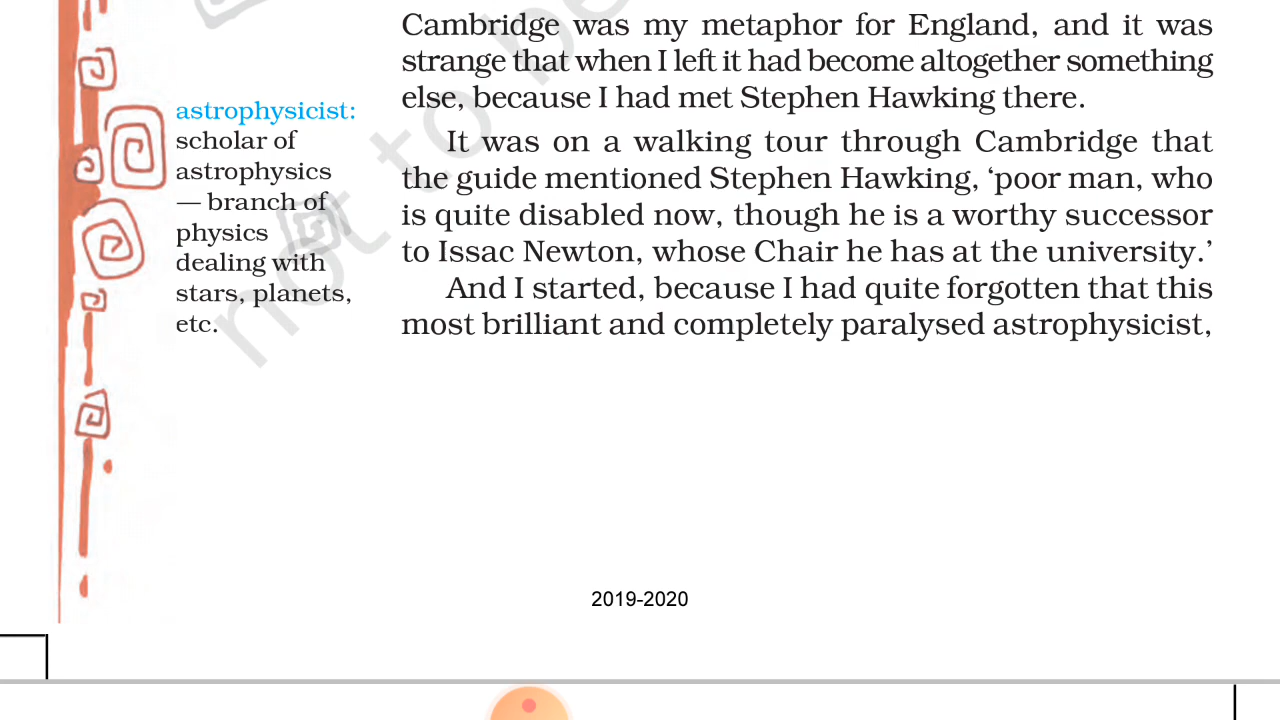 Cambridge was my metaphor for England, and it was
strange that when I left it had become altogether something
else, because I had met Stephen Hawking there.
astrophysicist:
scholar of
astrophysics
— branch of
physics
dealing with
stars, planets,
etc.
It was on a walking tour through Cambridge that
the guide mentioned Stephen Hawking, ‘poor man, who
is quite disabled now, though he is a worthy successor
to Issac Newton, whose Chair he has at the university.’
And I started, because I had quite forgotten that this
most brilliant and completely paralysed astrophysicist,
not to be
2019-2020